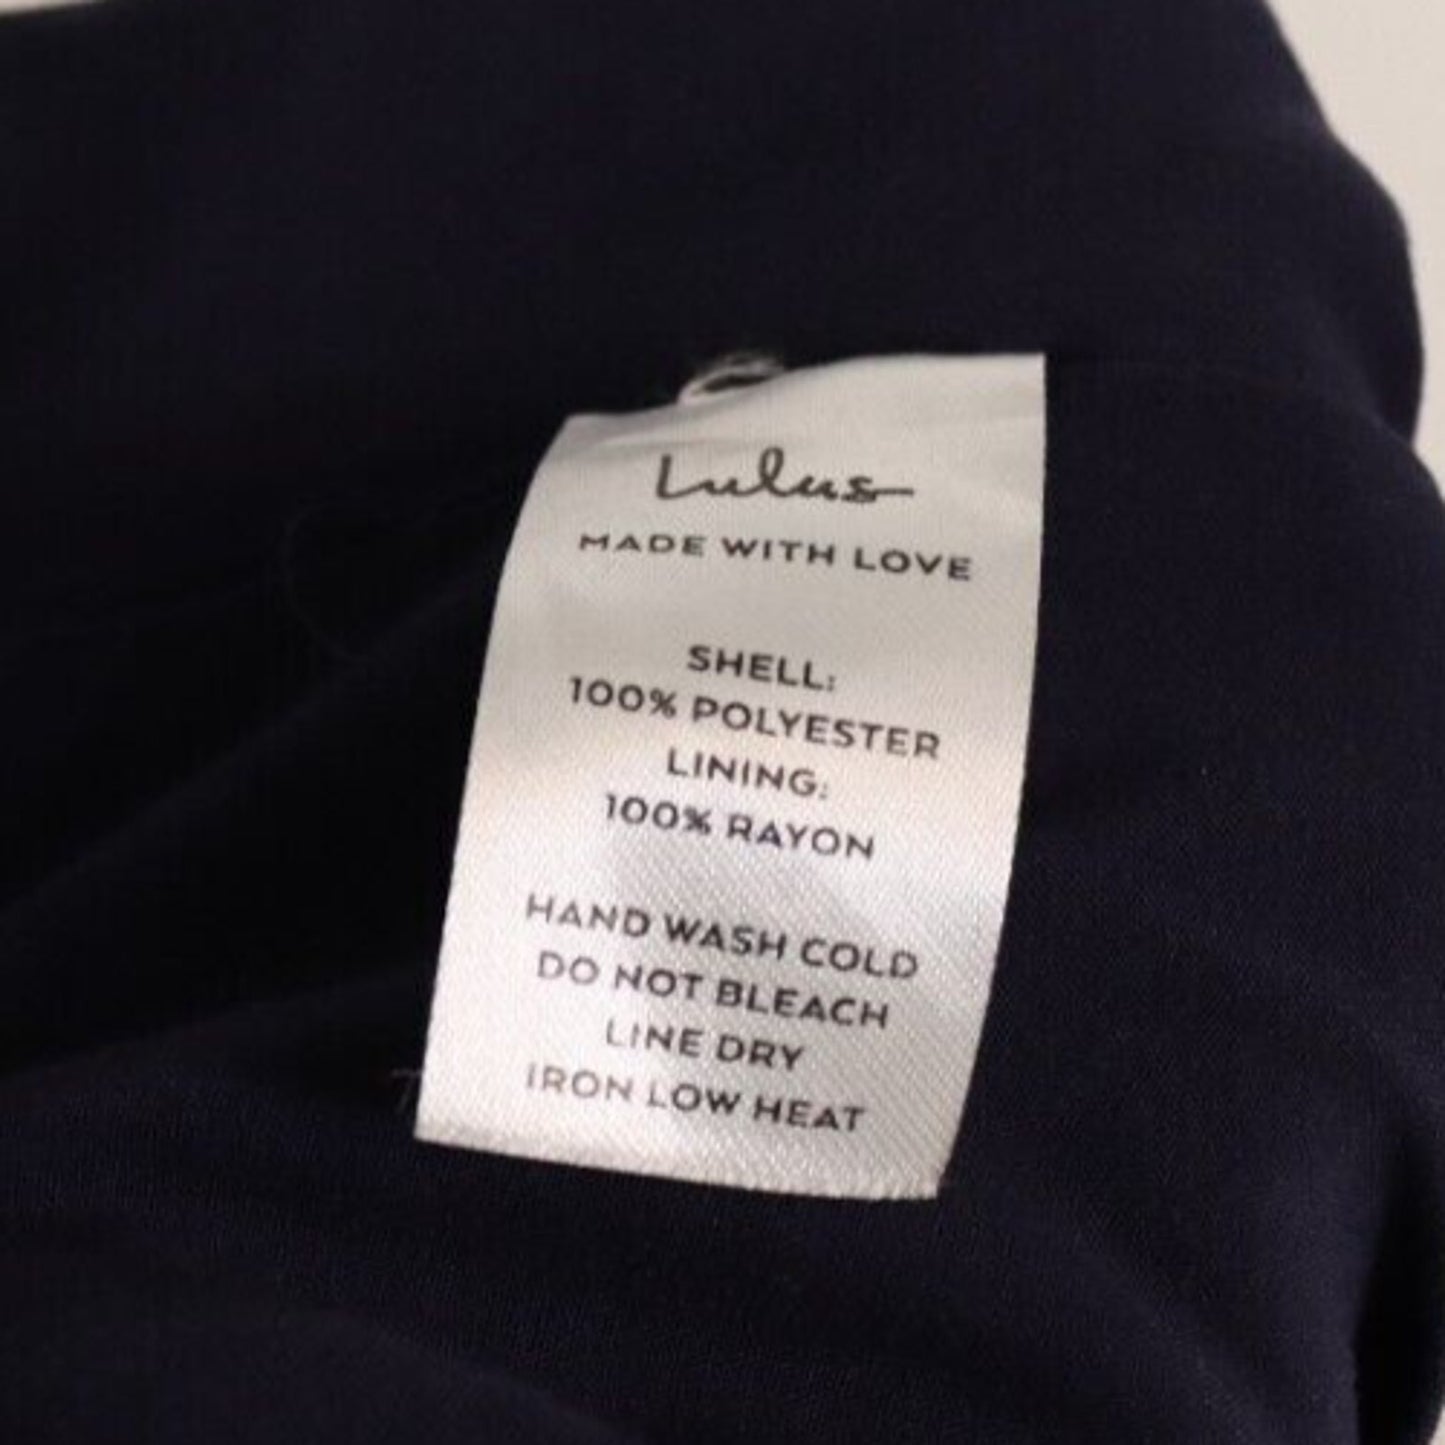 Lulus
MADE WITH LOVE
SHELL:
100% POLYESTER
LINING:
100% RAYON
HAND WASH COLD
DO NOT BLEACH
LINE DRY
IRON LOW HEAT